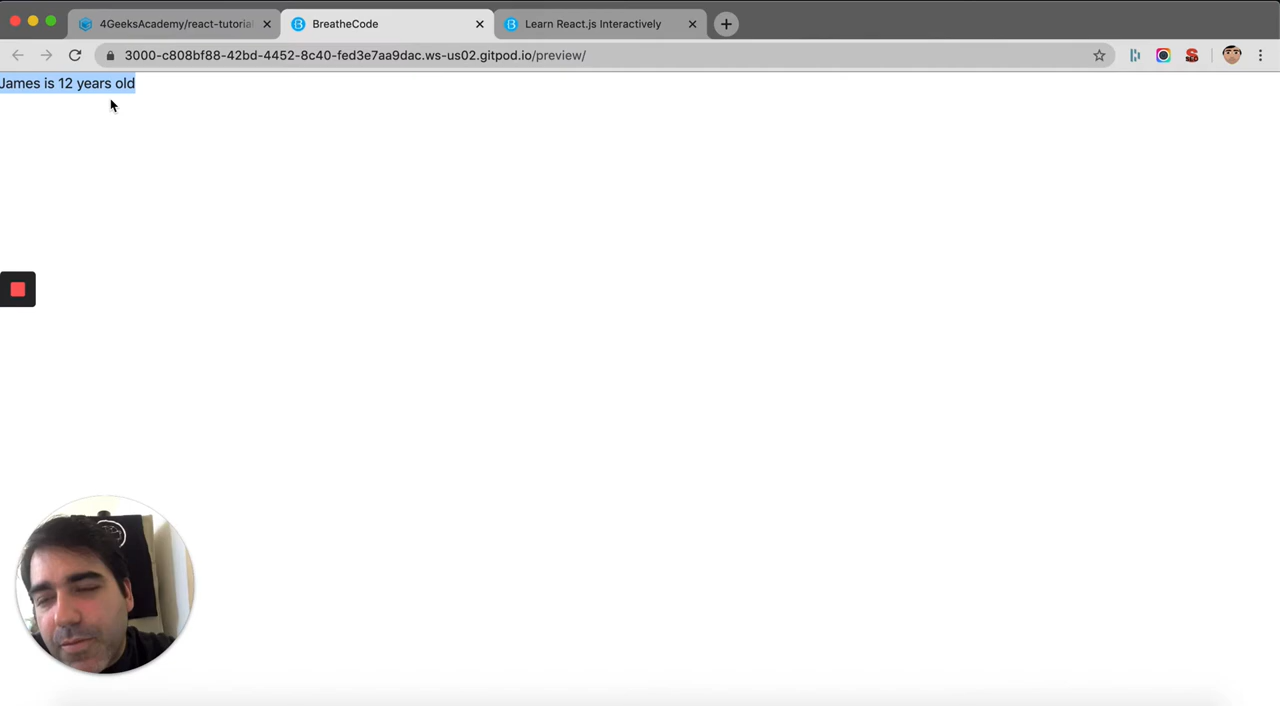 4GeeksAcademy/react-tutorial
BreatheCode
Learn React.js Interactively
3000-c808bf88-42bd-4452-8c40-fed3e7aa9dac.ws-us02.gitpod.io/preview/
James is 12 years old